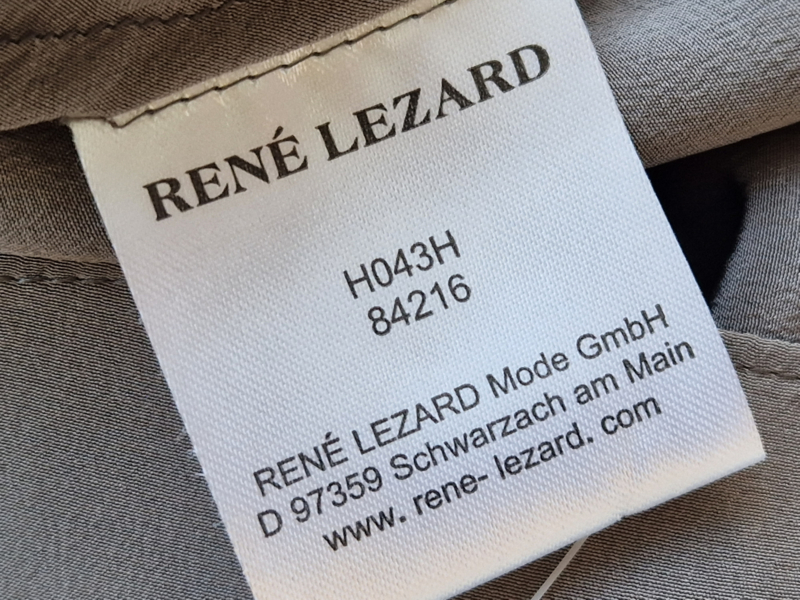 RENÉ LEZARD
H043H
84216
RENÉ LEZARD Mode GmbH
D 97359 Schwarzach am Main
www. rene- lezard. com